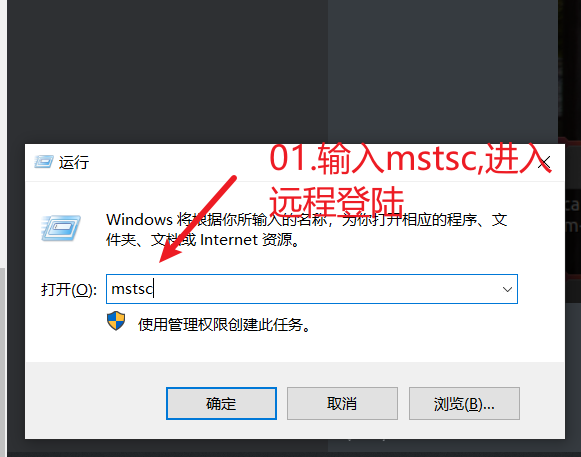 运行
01.输入mstsc,进入
远程登陆
Windows 将根据你所输入的名称，为你打开相应的程序、文
件夹、文档或 Internet 资源。
打开(O): mstsc
使用管理权限创建此任务。
确定 取消 浏览(B)...